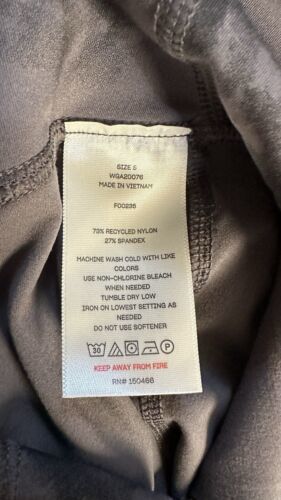 SIZE S
WGA20076
MADE IN VIETNAM
F00236
73% RECYCLED NYLON
27% SPANDEX
MACHINE WASH COLD WITH LIKE
COLORS
USE NON-CHLORINE BLEACH
WHEN NEEDED
TUMBLE DRY LOW
IRON ON LOWEST SETTING AS
NEEDED
DO NOT USE SOFTENER
30 P
KEEP AWAY FROM FIRE
RN# 150466